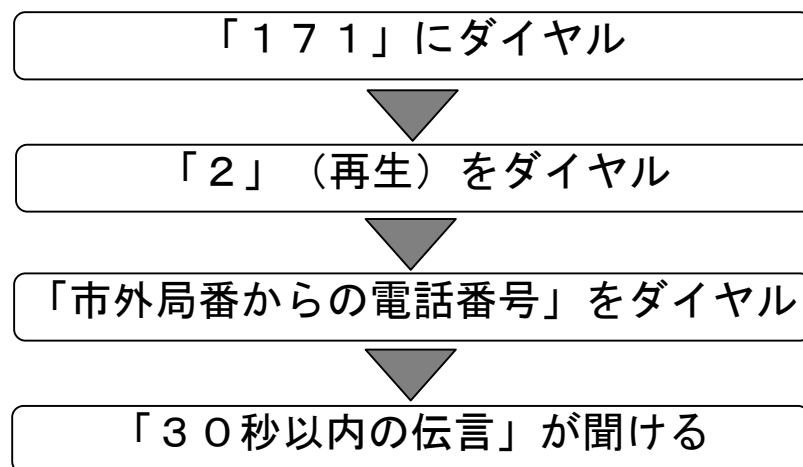 「１７１」にダイヤル
「２」（再生）をダイヤル
「市外局番からの電話番号」をダイヤル
「３０秒以内の伝言」が聞ける